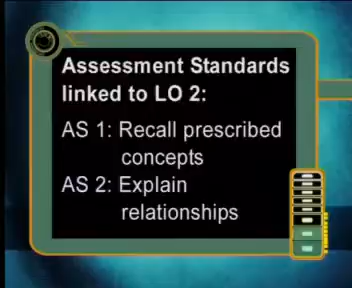 Assessment Standards
linked to LO 2:
AS 1: Recall prescribed
concepts
AS 2: Explain
relationships